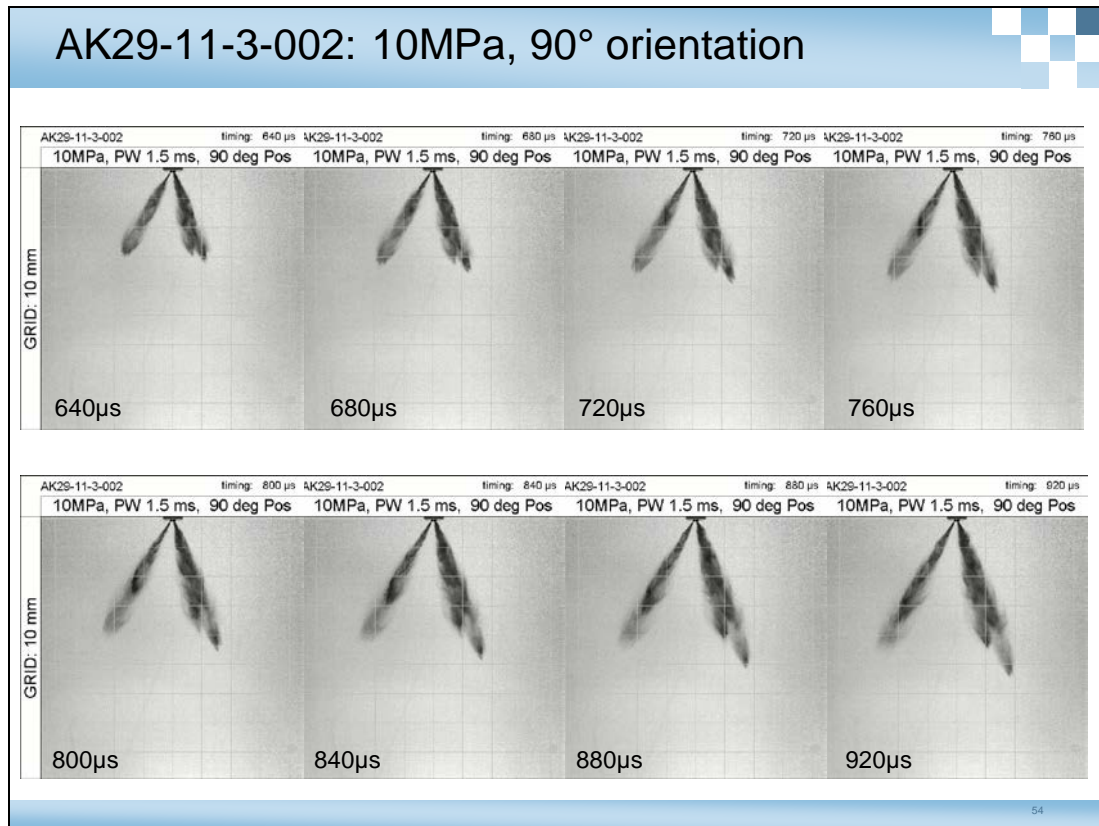 AK29-11-3-002: 10MPa, 90° orientation
AK29-11-3-002 timing: 640 µs AK29-11-3-002 timing: 680 µs AK29-11-3-002 timing: 720 µs AK29-11-3-002 timing: 760 µs
10MPa, PW 1.5 ms, 90 deg Pos 10MPa, PW 1.5 ms, 90 deg Pos 10MPa, PW 1.5 ms, 90 deg Pos 10MPa, PW 1.5 ms, 90 deg Pos
GRID: 10 mm
640µs 680µs 720µs 760µs
AK29-11-3-002 timing: 800 µs AK29-11-3-002 timing: 840 µs AK29-11-3-002 timing: 880 µs AK29-11-3-002 timing: 920 µs
10MPa, PW 1.5 ms, 90 deg Pos 10MPa, PW 1.5 ms, 90 deg Pos 10MPa, PW 1.5 ms, 90 deg Pos 10MPa, PW 1.5 ms, 90 deg Pos
GRID: 10 mm
800µs 840µs 880µs 920µs
54